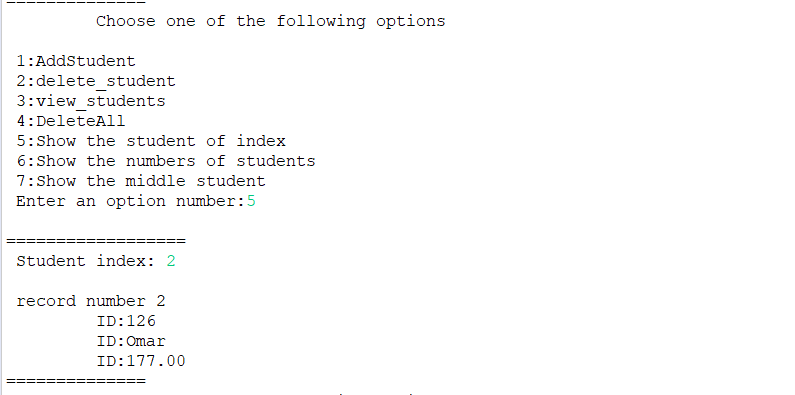 ==============
Choose one of the following options
1:AddStudent
2:delete_student
3:view_students
4:DeleteAll
5:Show the student of index
6:Show the numbers of students
7:Show the middle student
Enter an option number:5
==================
Student index: 2
record number 2
ID:126
ID:Omar
ID:177.00
==============